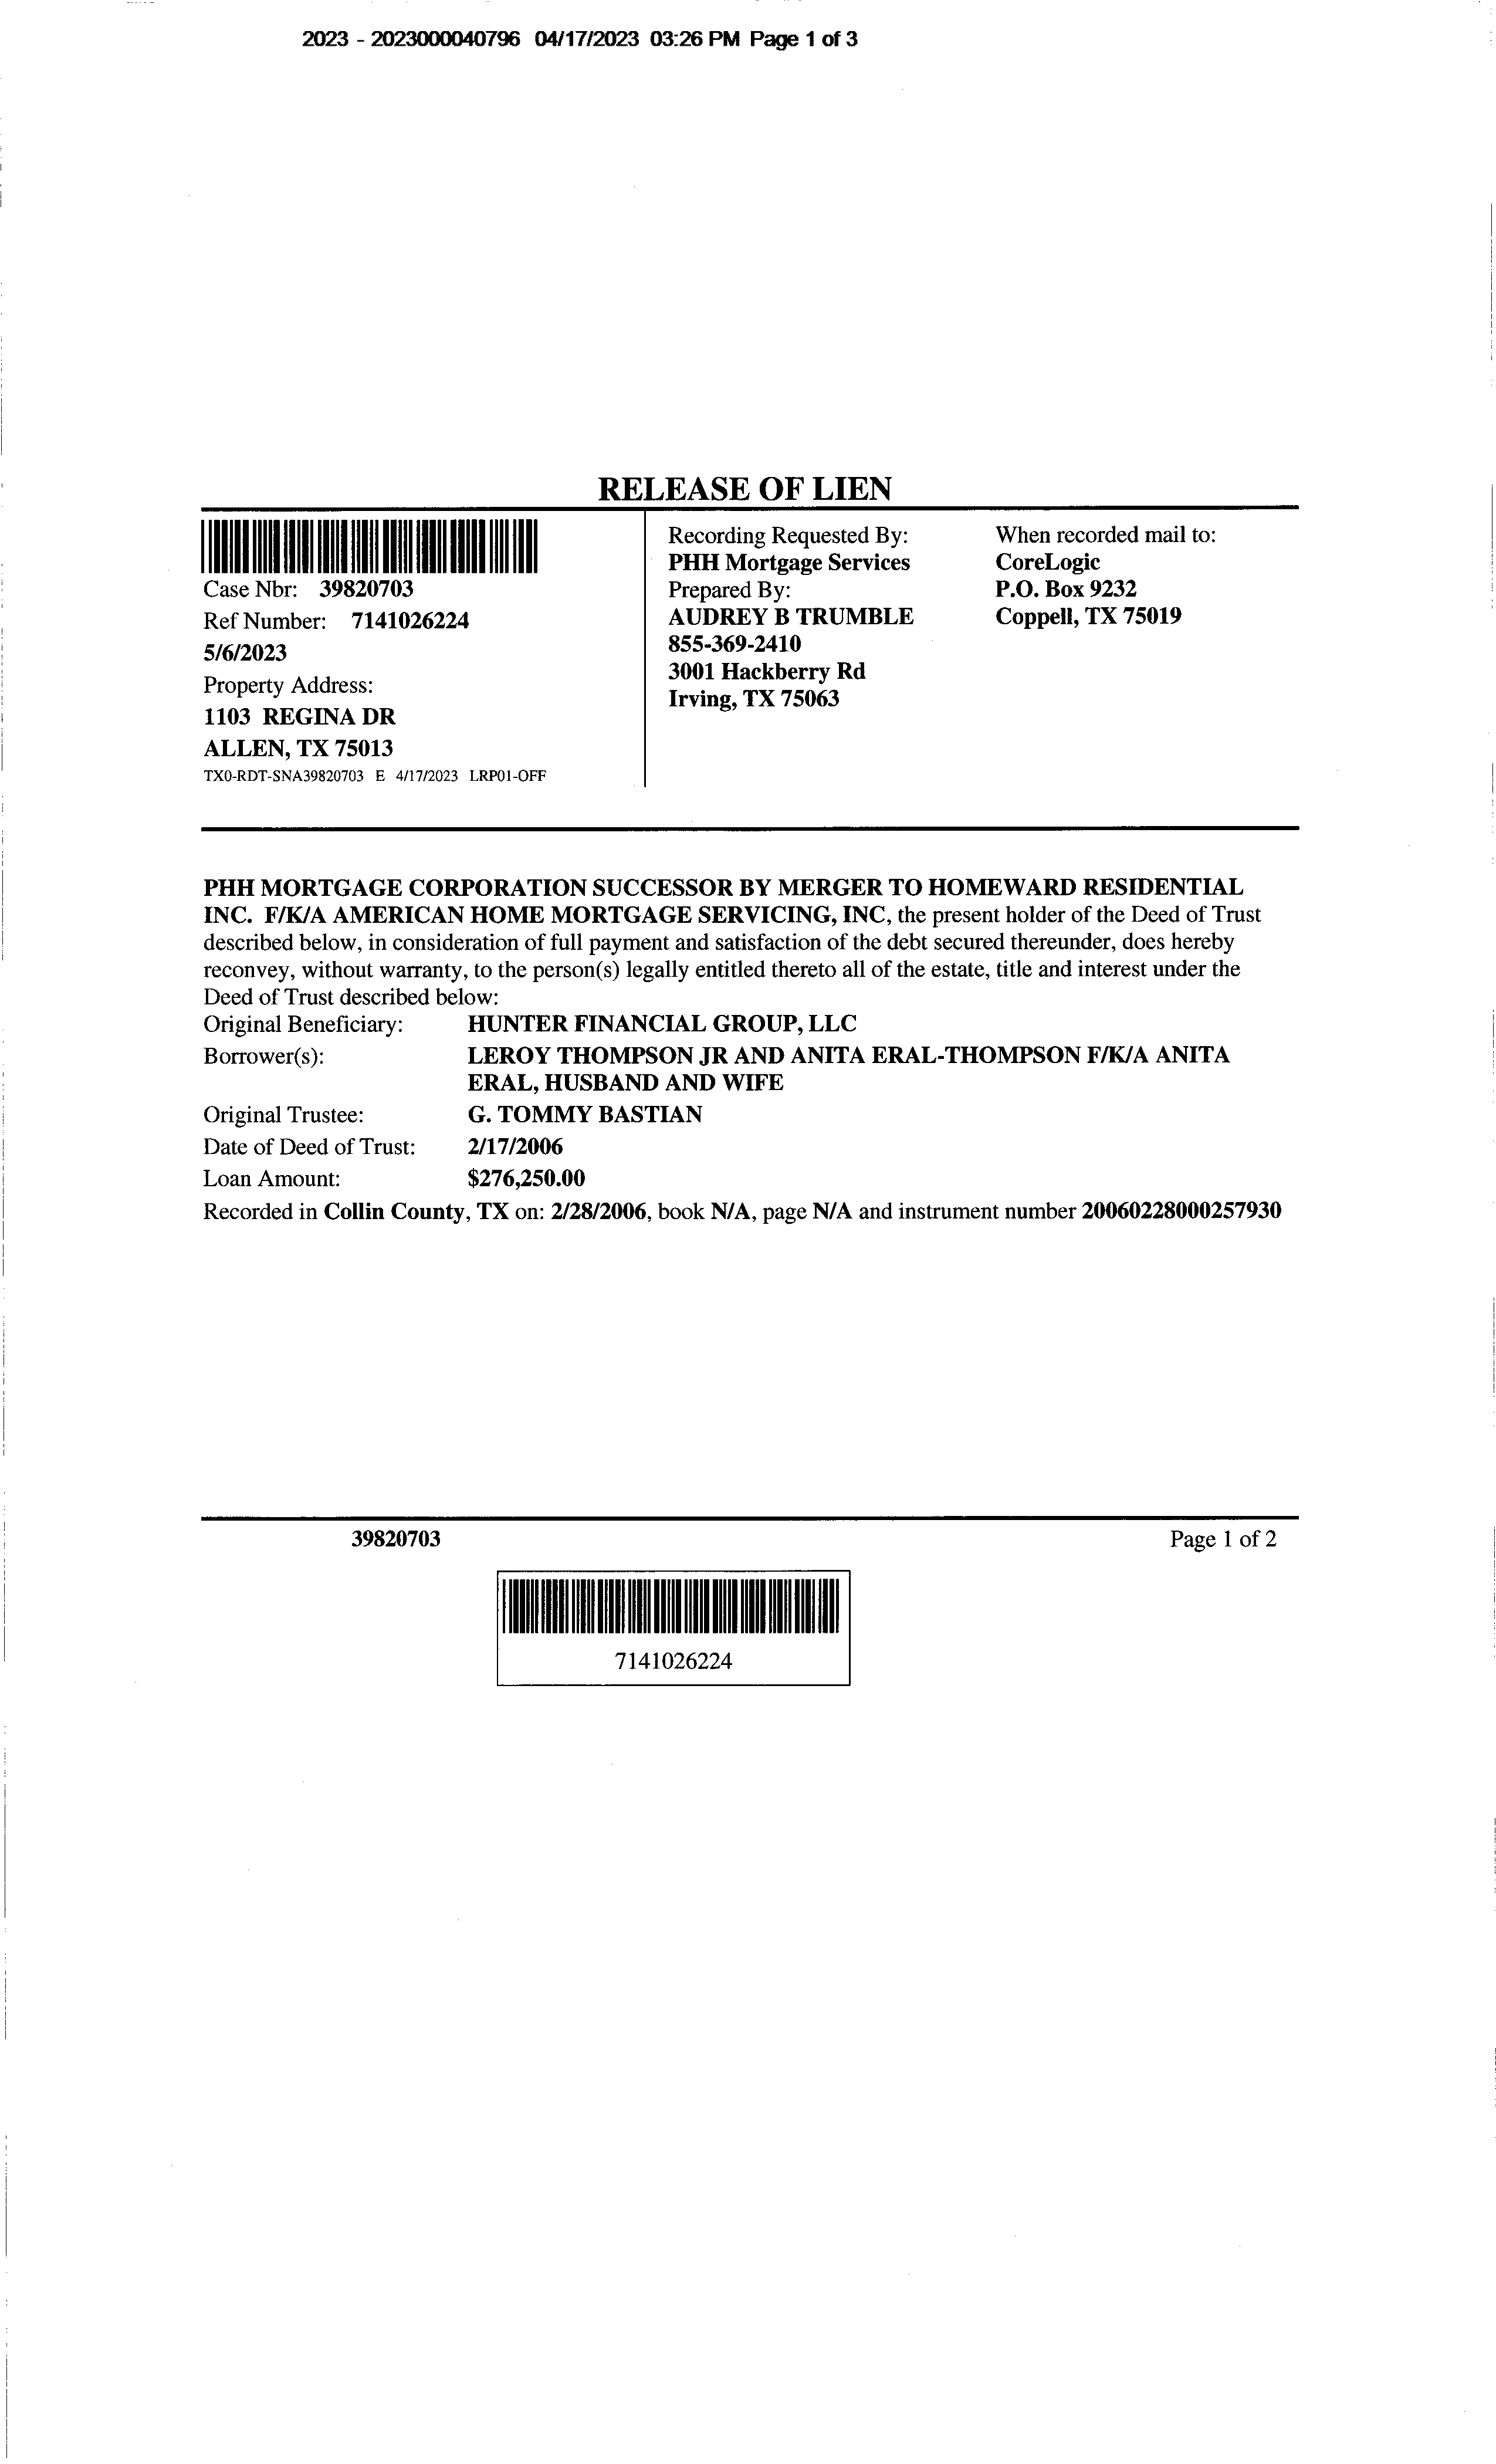 2023 - 2023000040796 04/17/2023 03:26 PM Page 1 of 3
RELEASE OF LIEN
Case Nbr: 39820703
Ref Number: 7141026224
5/6/2023
Property Address:
1103 REGINA DR
ALLEN, TX 75013
TX0-RDT-SNA39820703 E 4/17/2023 LRP01-OFF
Recording Requested By:
PHH Mortgage Services
Prepared By:
AUDREY B TRUMBLE
855-369-2410
3001 Hackberry Rd
Irving, TX 75063
When recorded mail to:
CoreLogic
P.O. Box 9232
Coppell, TX 75019
PHH MORTGAGE CORPORATION SUCCESSOR BY MERGER TO HOMEWARD RESIDENTIAL
INC. F/K/A AMERICAN HOME MORTGAGE SERVICING, INC, the present holder of the Deed of Trust
described below, in consideration of full payment and satisfaction of the debt secured thereunder, does hereby
reconvey, without warranty, to the person(s) legally entitled thereto all of the estate, title and interest under the
Deed of Trust described below:
Original Beneficiary: HUNTER FINANCIAL GROUP, LLC
Borrower(s): LEROY THOMPSON JR AND ANITA ERAL-THOMPSON F/K/A ANITA
ERAL, HUSBAND AND WIFE
Original Trustee: G. TOMMY BASTIAN
Date of Deed of Trust: 2/17/2006
Loan Amount: $276,250.00
Recorded in Collin County, TX on: 2/28/2006, book N/A, page N/A and instrument number 20060228000257930
39820703 Page 1 of 2
7141026224